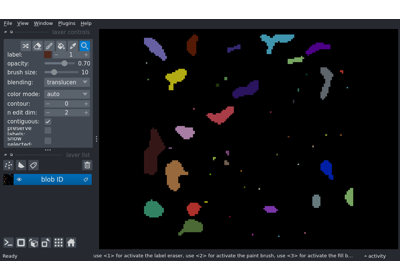 File View Window Plugins Help
layer controls
label: 1
opacity: 0.70
brush size: 10
blending: translucen
color mode: auto
contour: 0
n edit dim: 2
contiguous:
preserve
labels:
show
selected:
layer list
blob ID
Ready
use <1> for activate the label eraser, use <2> for activate the paint brush, use <3> for activate the fill b...
activity